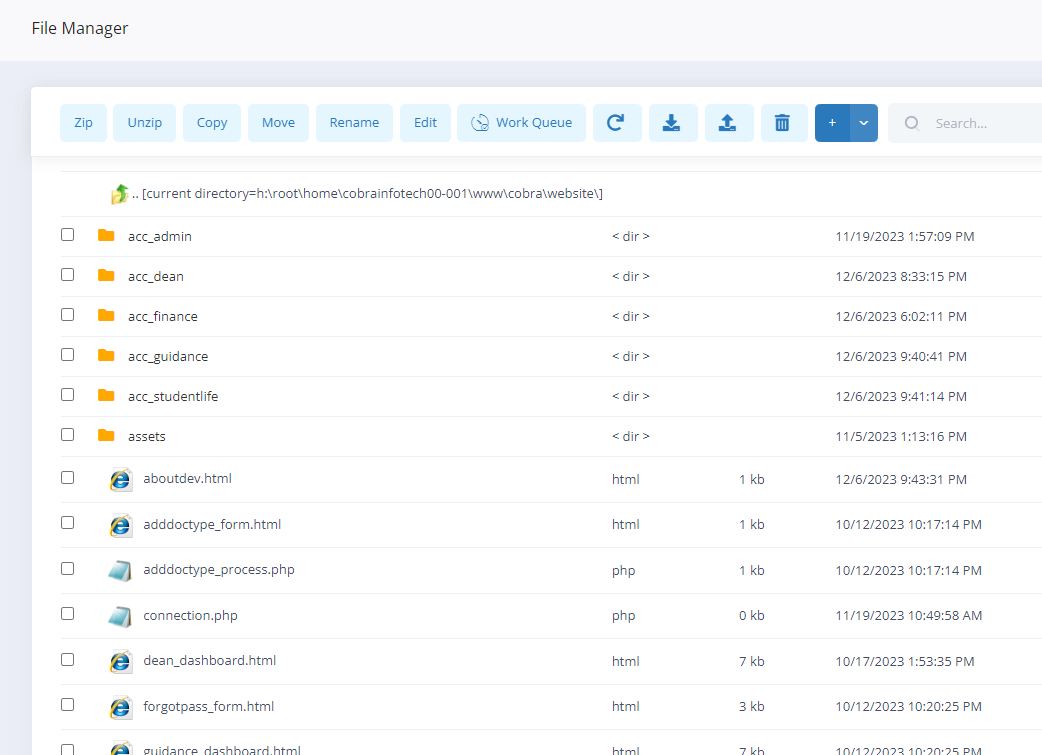 File Manager
Zip Unzip Copy Move Rename Edit Work Queue + Search...
.. [current directory=h:\root\home\cobrainfotech00-001\www\cobra\website\]
acc_admin < dir > 11/19/2023 1:57:09 PM
acc_dean < dir > 12/6/2023 8:33:15 PM
acc_finance < dir > 12/6/2023 6:02:11 PM
acc_guidance < dir > 12/6/2023 9:40:41 PM
acc_studentlife < dir > 12/6/2023 9:41:14 PM
assets < dir > 11/5/2023 1:13:16 PM
aboutdev.html html 1 kb 12/6/2023 9:43:31 PM
adddoctype_form.html html 1 kb 10/12/2023 10:17:14 PM
adddoctype_process.php php 1 kb 10/12/2023 10:17:14 PM
connection.php php 0 kb 11/19/2023 10:49:58 AM
dean_dashboard.html html 7 kb 10/17/2023 1:53:35 PM
forgotpass_form.html html 3 kb 10/12/2023 10:20:25 PM
guidance_dashboard.html html 7 kb 10/12/2023 10:20:25 PM